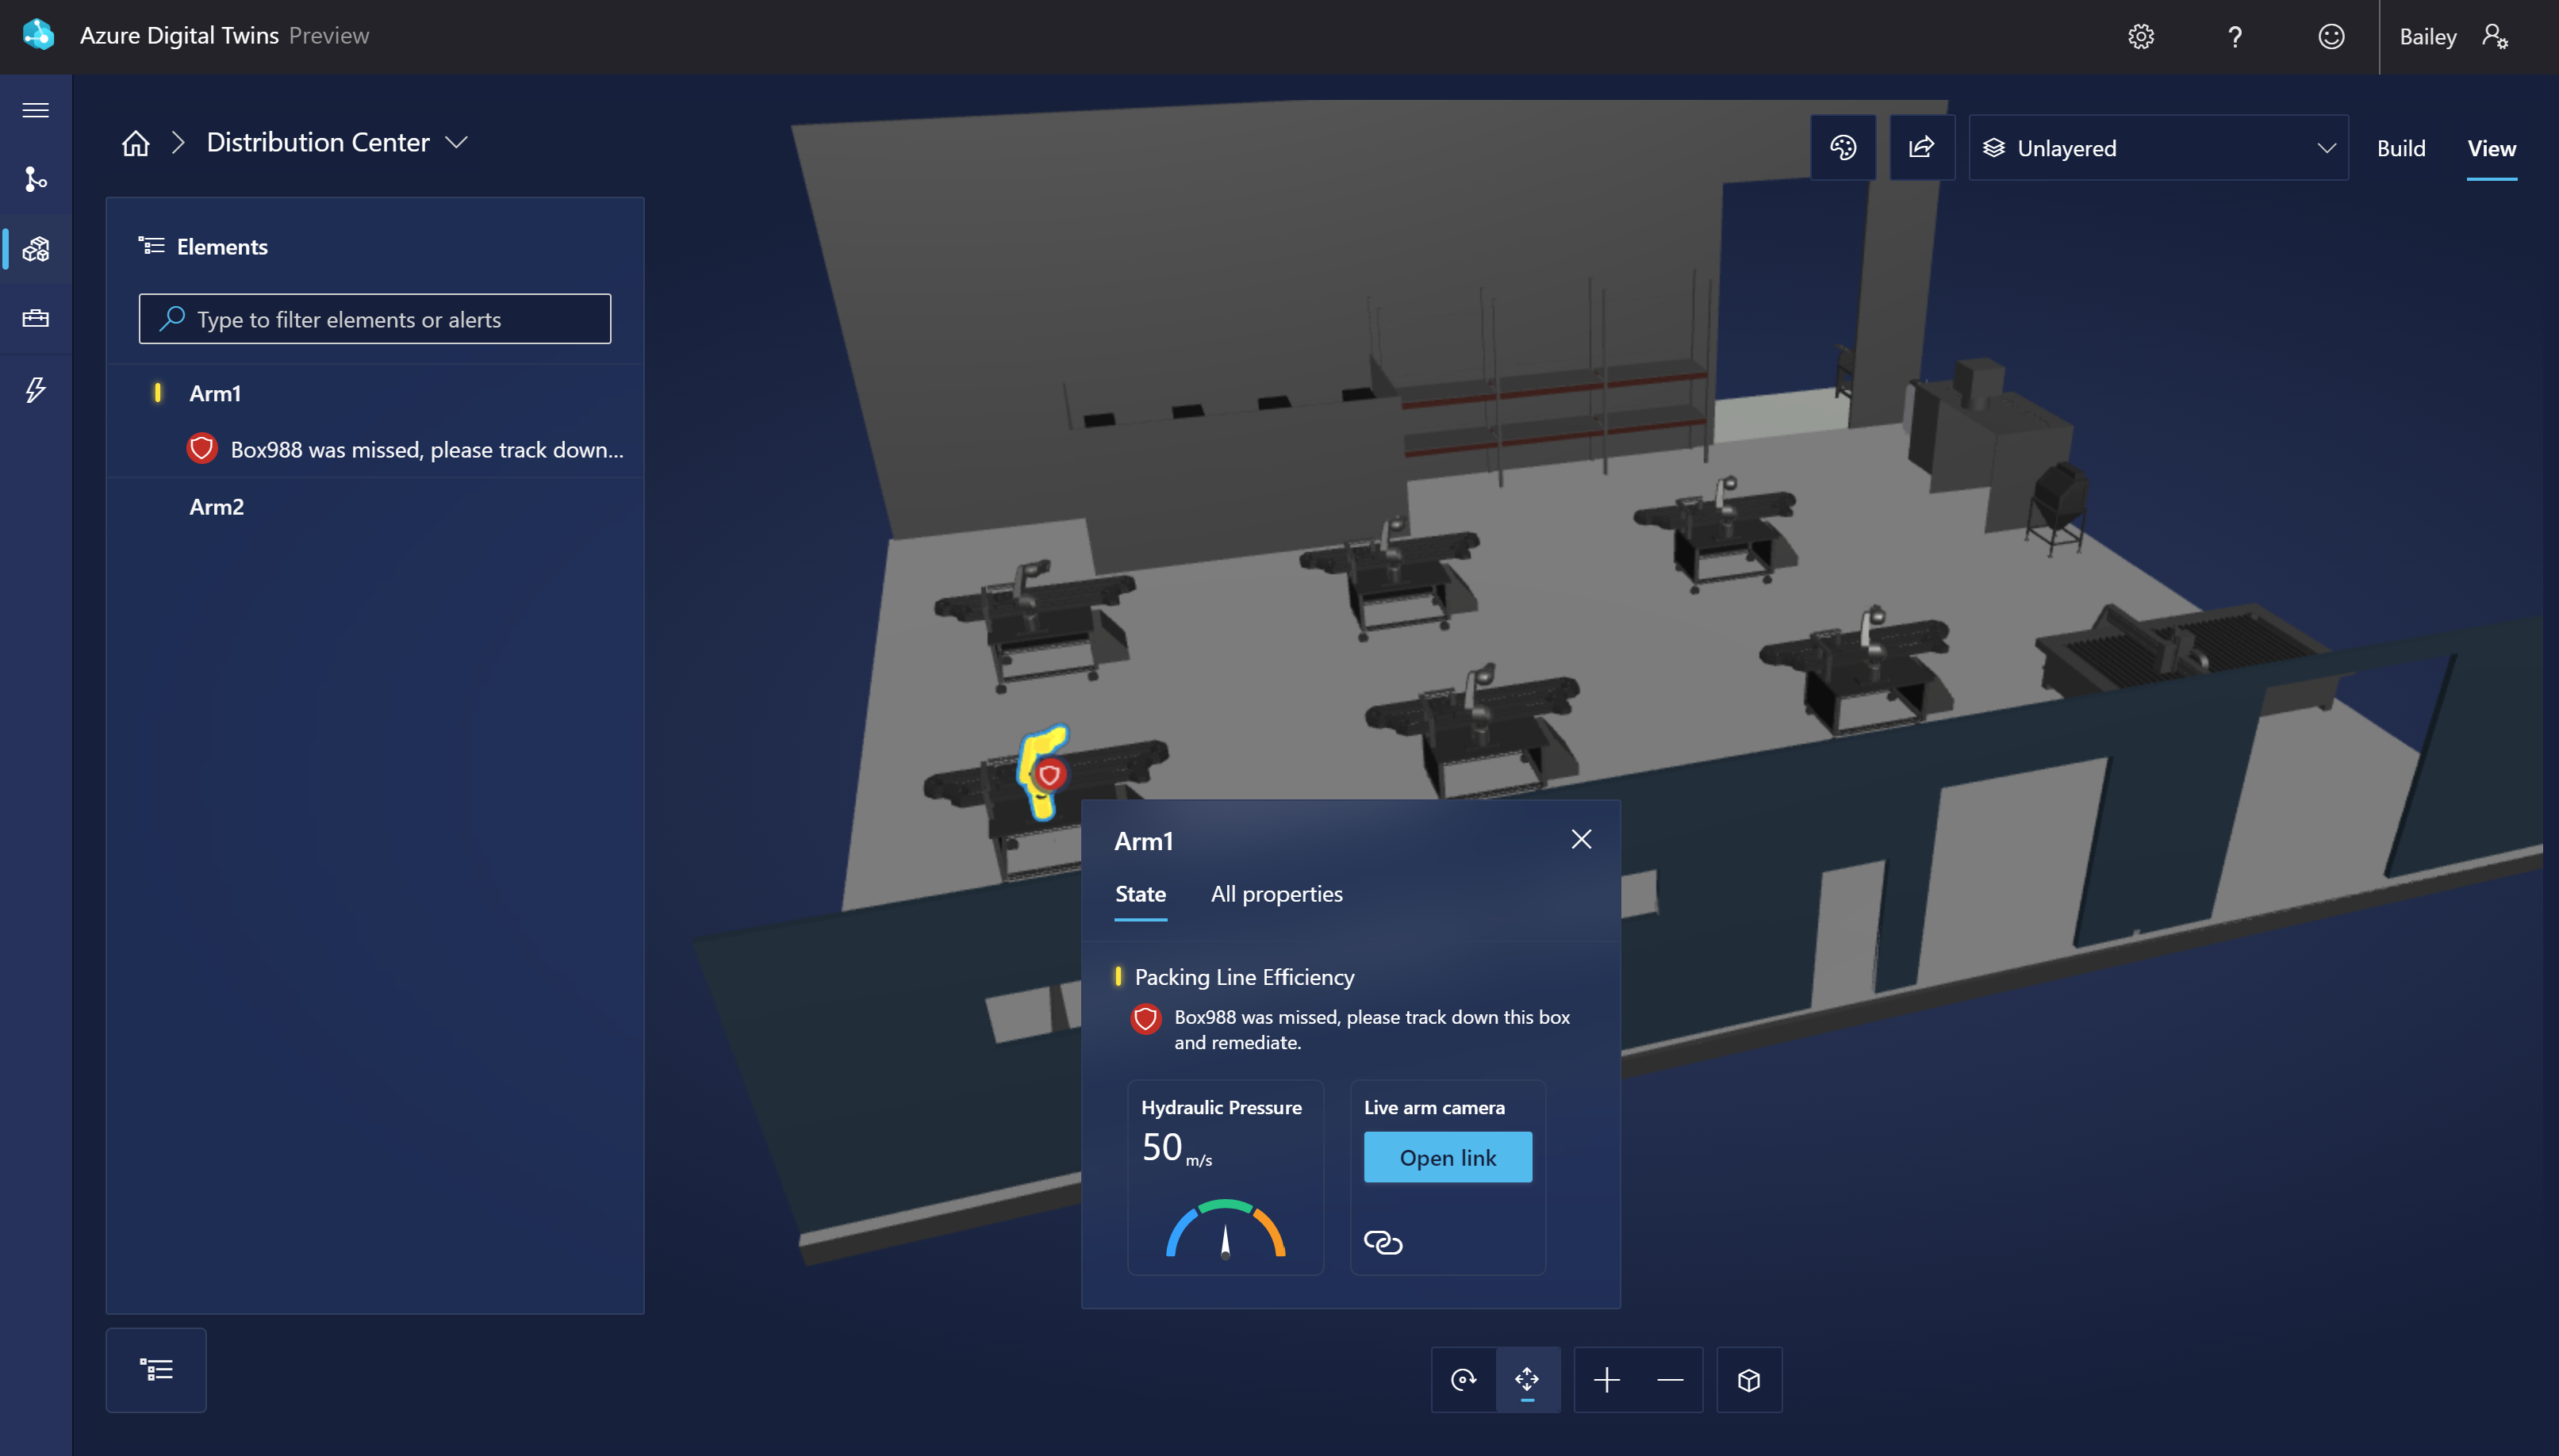 Azure Digital Twins Preview
Bailey
Distribution Center
Unlayered
Build
View
Elements
Type to filter elements or alerts
Arm1
Box988 was missed, please track down...
Arm2
Arm1
State
All properties
Packing Line Efficiency
Box988 was missed, please track down this box
and remediate.
Hydraulic Pressure
50 m/s
Live arm camera
Open link